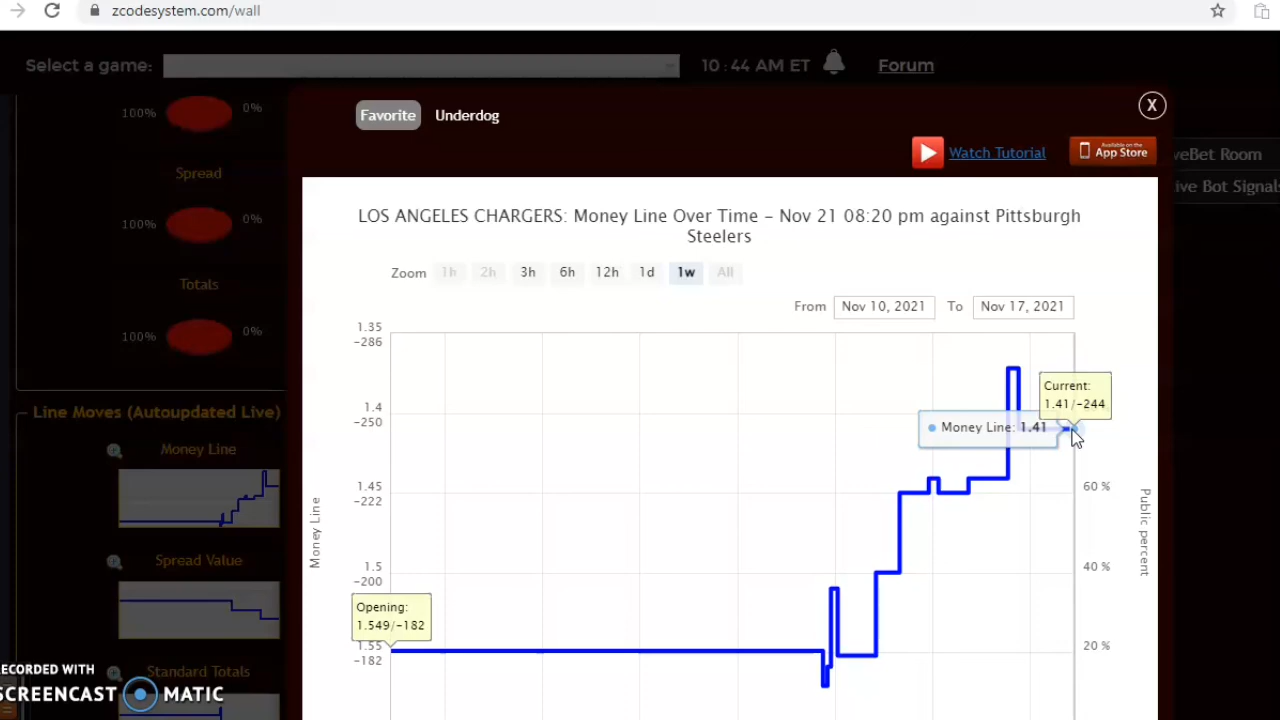 zcodesystem.com/wall
Select a game:
10:44 AM ET
Forum
100%
0%
Favorite
Underdog
X
Watch Tutorial
Available on the
App Store
veBet Room
ive Bot Signals
Spread
100%
0%
Totals
100%
0%
LOS ANGELES CHARGERS: Money Line Over Time - Nov 21 08:20 pm against Pittsburgh
Steelers
Zoom 1h 2h 3h 6h 12h 1d 1w All
From Nov 10, 2021 To Nov 17, 2021
1.35
-286
1.4
-250
1.45
-222
1.5
-200
1.55
-182
Money Line
Current:
1.41/-244
Money Line: 1.41
Opening:
1.549/-182
60 %
40 %
20 %
Public percent
Line Moves (Autoupdated Live)
Money Line
Spread Value
Standard Totals
RECORDED WITH
SCREENCAST MATIC